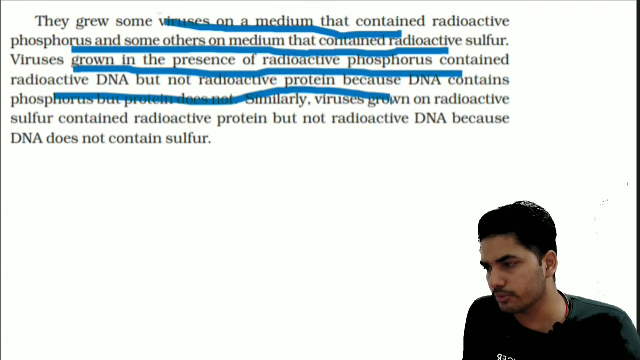 They grew some viruses on a medium that contained radioactive
phosphorus and some others on medium that contained radioactive sulfur.
Viruses grown in the presence of radioactive phosphorus contained
radioactive DNA but not radioactive protein because DNA contains
phosphorus but protein does not. Similarly, viruses grown on radioactive
sulfur contained radioactive protein but not radioactive DNA because
DNA does not contain sulfur.